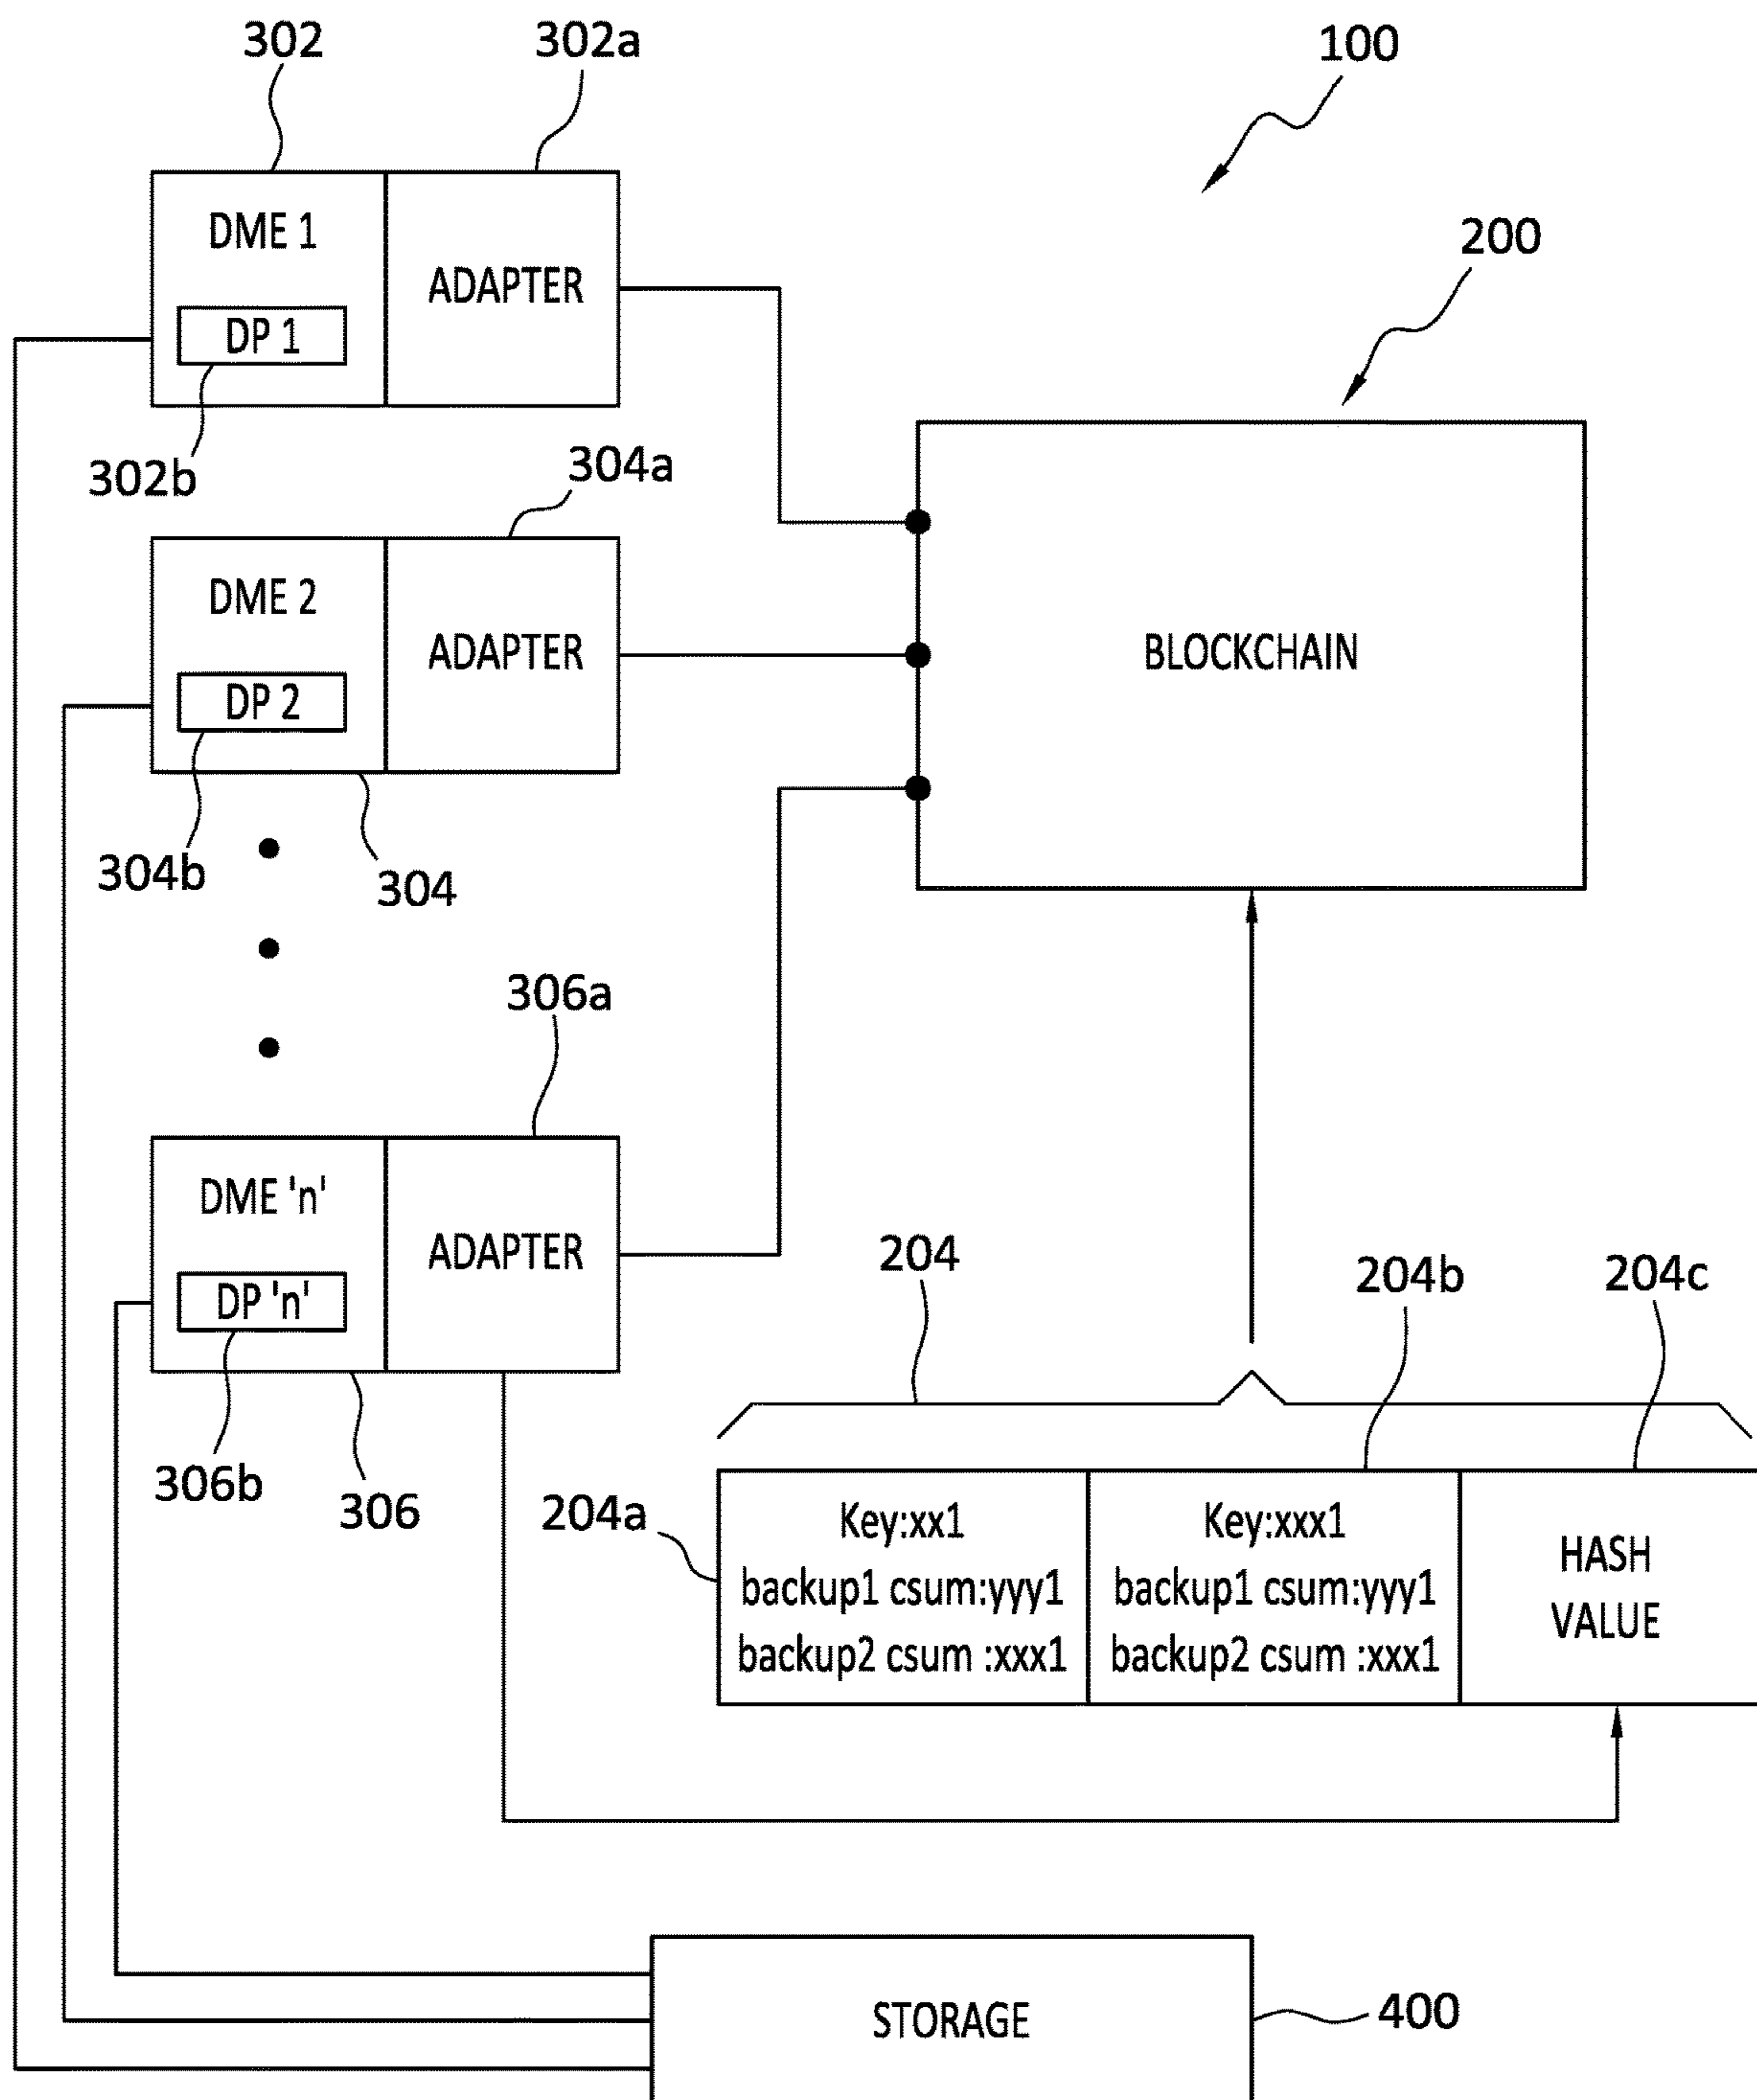 302
302a
100
200
DME 1
DP 1
ADAPTER
302b
304a
DME 2
DP 2
ADAPTER
BLOCKCHAIN
304b
304
306a
DME 'n'
DP 'n'
ADAPTER
204
204b
204c
306b
306
204a
Key:xx1
backup1 csum:yyy1
backup2 csum :xxx1
Key:xxx1
backup1 csum:yyy1
backup2 csum :xxx1
HASH
VALUE
STORAGE
400